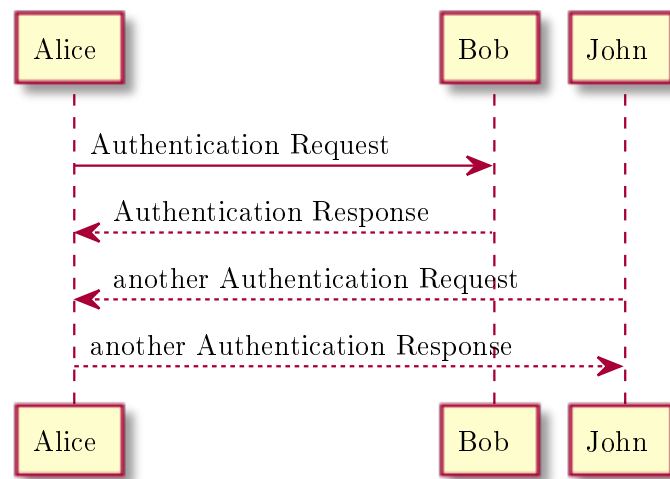 Alice
Bob
John
Authentication Request
Authentication Response
another Authentication Request
another Authentication Response
Alice
Bob
John